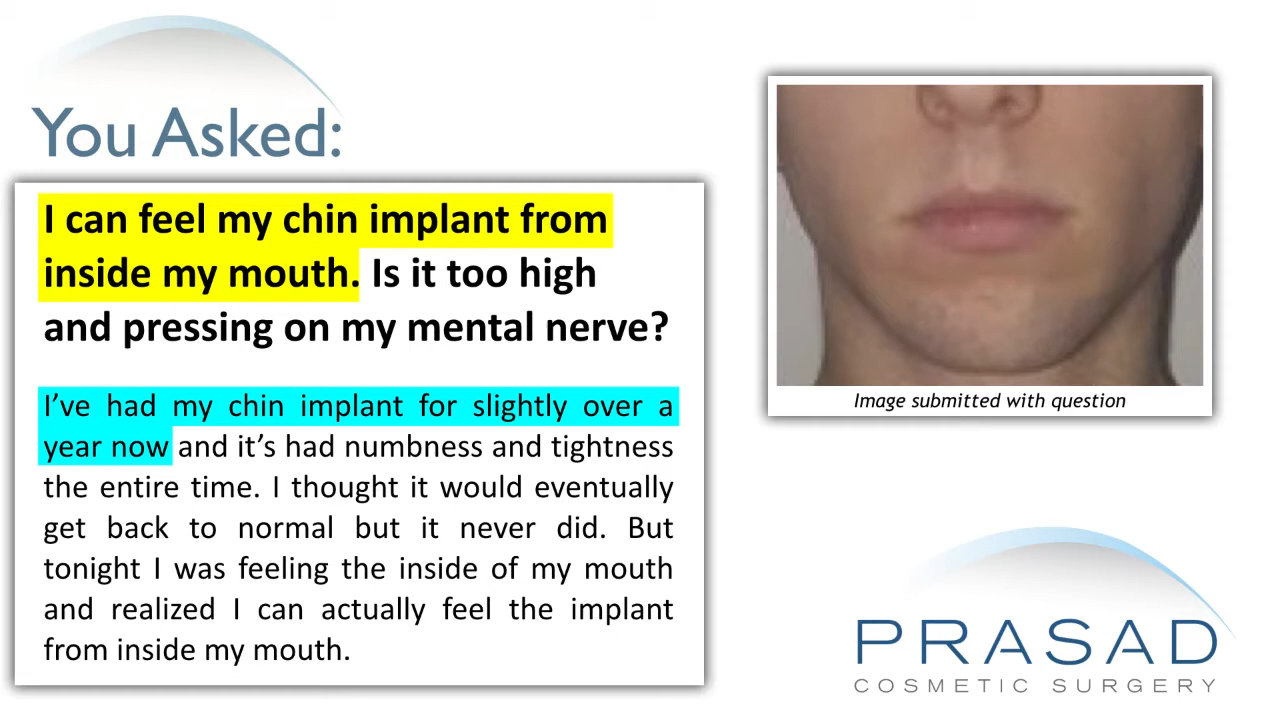 You Asked:
I can feel my chin implant from
inside my mouth. Is it too high
and pressing on my mental nerve?
I've had my chin implant for slightly over a
year now and it's had numbness and tightness
the entire time. I thought it would eventually
get back to normal but it never did. But
tonight I was feeling the inside of my mouth
and realized I can actually feel the implant
from inside my mouth.
Image submitted with question
PRASAD
COSMETIC SURGERY